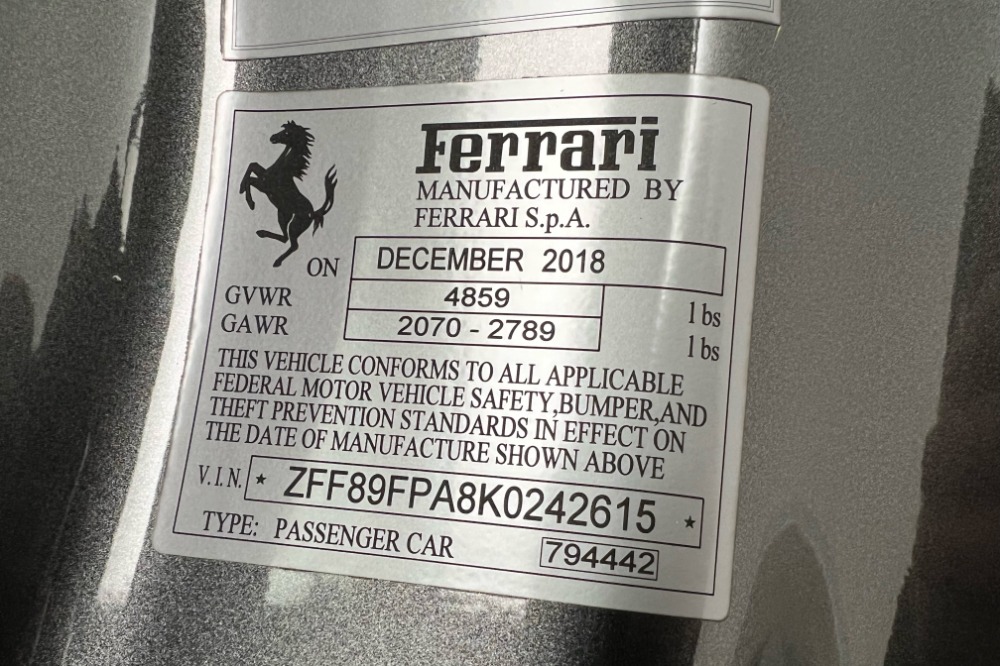 Ferrari
MANUFACTURED BY
FERRARI S.p.A.
ON DECEMBER 2018
GVWR 4859 lbs
GAWR 2070 - 2789 lbs
THIS VEHICLE CONFORMS TO ALL APPLICABLE
FEDERAL MOTOR VEHICLE SAFETY,BUMPER,AND
THEFT PREVENTION STANDARDS IN EFFECT ON
THE DATE OF MANUFACTURE SHOWN ABOVE
V.I.N. * ZFF89FPA8K0242615 *
TYPE: PASSENGER CAR 794442